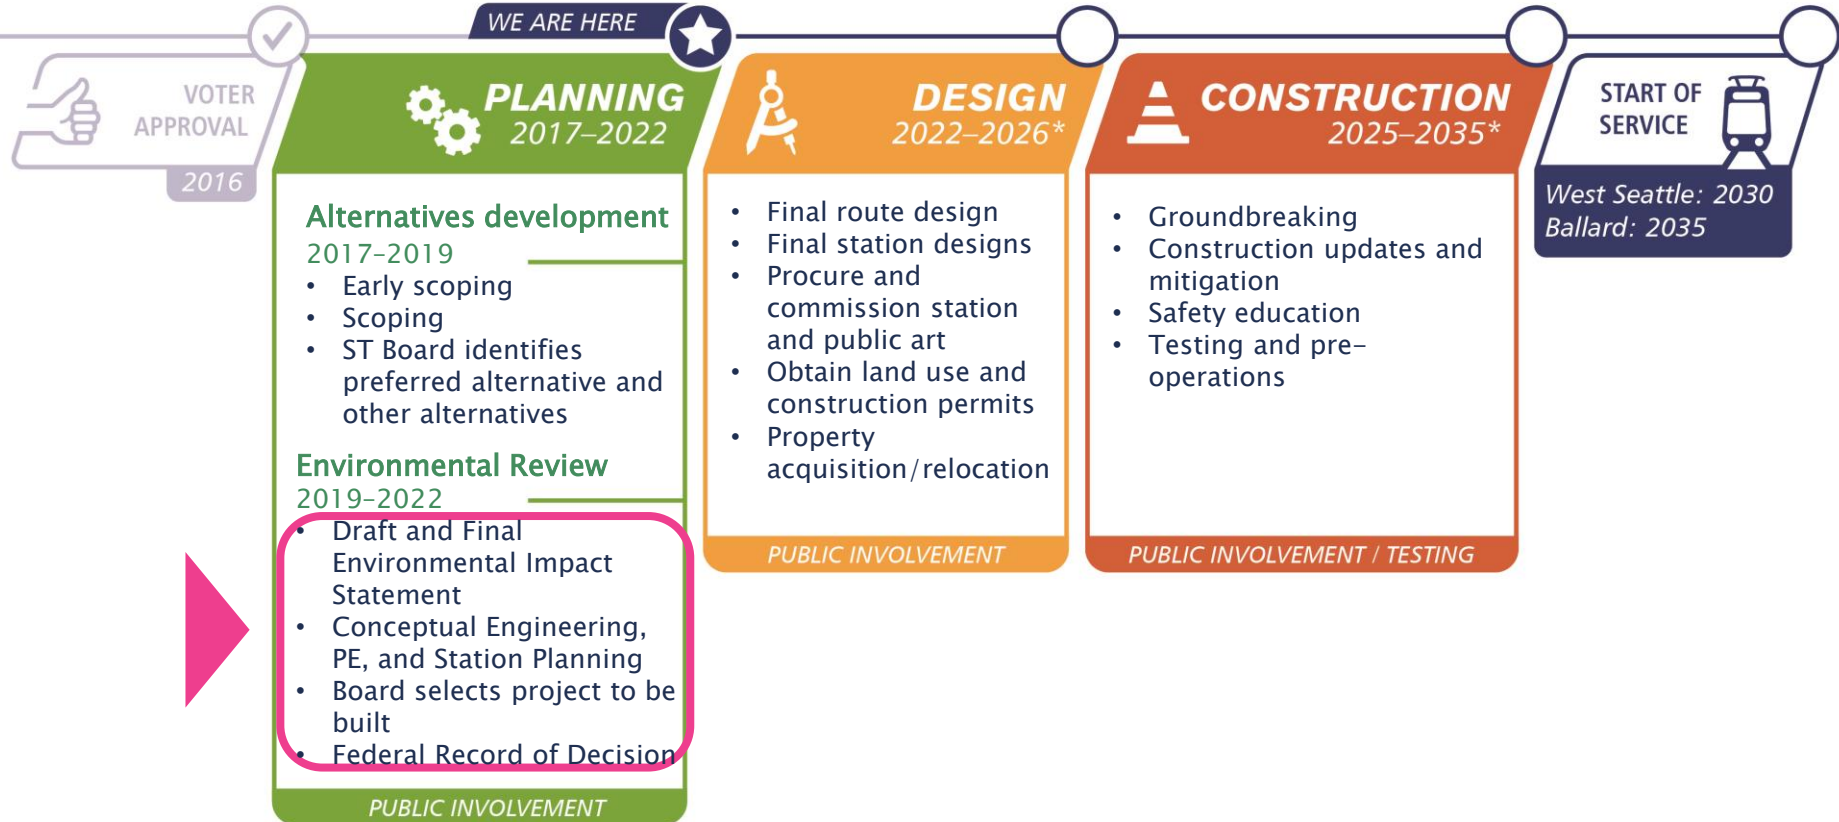 WE ARE HERE
VOTER
APPROVAL
2016
PLANNING
2017–2022
Alternatives development
2017–2019
• Early scoping
• Scoping
• ST Board identifies
preferred alternative and
other alternatives
Environmental Review
2019–2022
• Draft and Final
Environmental Impact
Statement
• Conceptual Engineering,
PE, and Station Planning
• Board selects project to be
built
• Federal Record of Decision
PUBLIC INVOLVEMENT
DESIGN
2022–2026*
• Final route design
• Final station designs
• Procure and
commission station
and public art
• Obtain land use and
construction permits
• Property
acquisition/relocation
PUBLIC INVOLVEMENT
CONSTRUCTION
2025–2035*
• Groundbreaking
• Construction updates and
mitigation
• Safety education
• Testing and pre–
operations
PUBLIC INVOLVEMENT / TESTING
START OF
SERVICE
West Seattle: 2030
Ballard: 2035